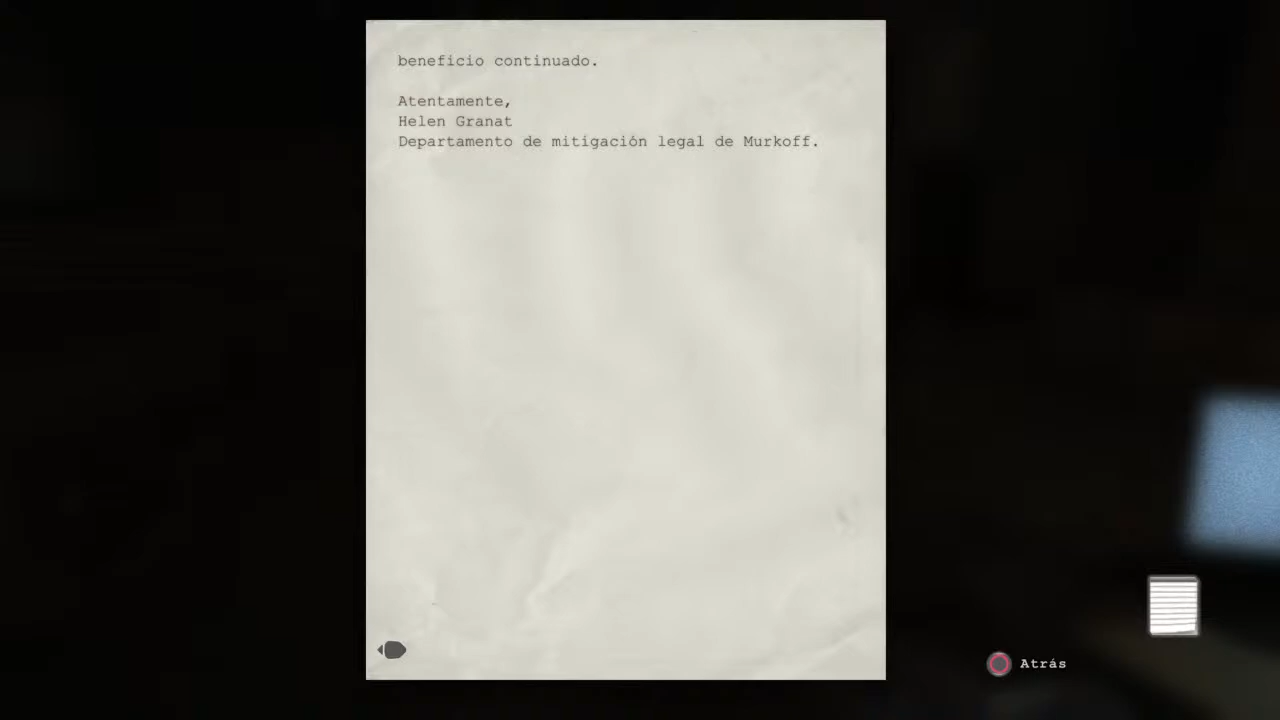 beneficio continuado.
Atentamente,
Helen Granat
Departamento de mitigación legal de Murkoff.
Atrás